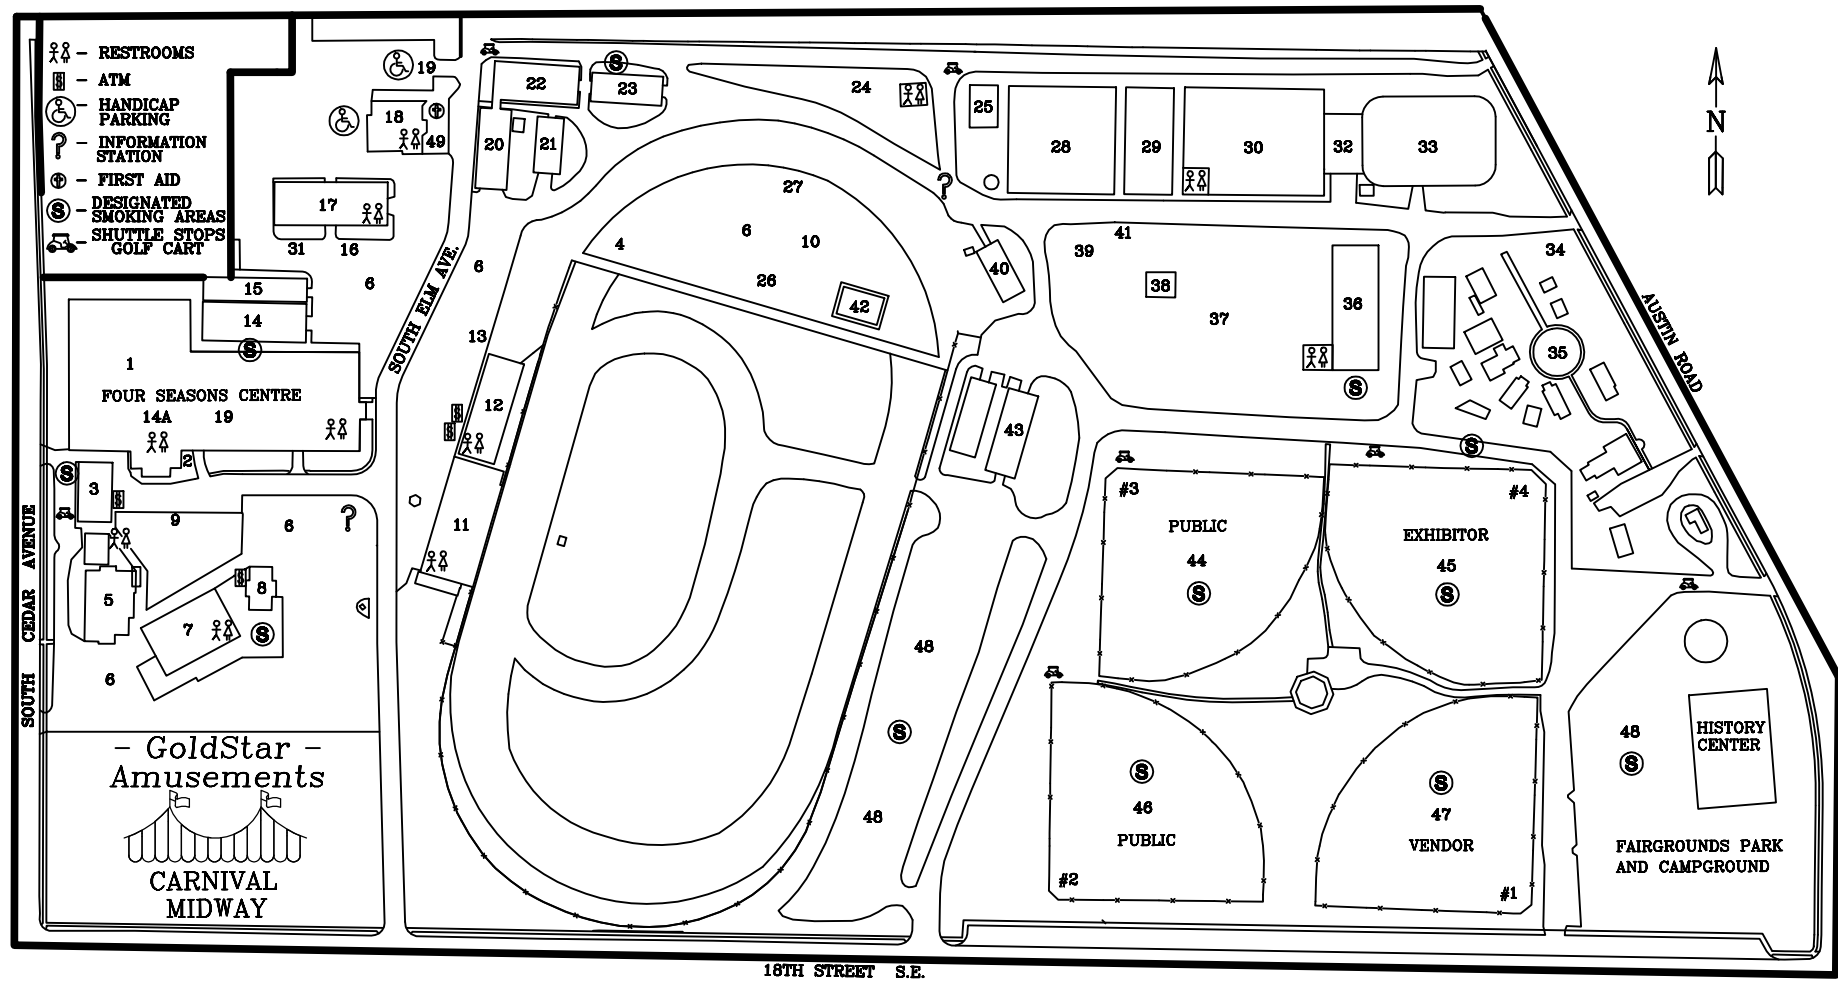 - RESTROOMS
- ATM
- HANDICAP
PARKING
- INFORMATION
STATION
- FIRST AID
- DESIGNATED
SMOKING AREAS
- SHUTTLE STOPS
GOLF CART
19
18
49
22
23
20
21
24
25
28
29
30
32
33
N
17
31
16
6
15
14
1
FOUR SEASONS CENTRE
14A
19
2
SOUTH ELM AVE.
6
13
12
11
27
4
6
10
26
42
40
41
39
38
37
36
34
35
AUSTIN ROAD
43
3
9
6
5
7
8
6
SOUTH CEDAR AVENUE
#3
PUBLIC
44
#4
EXHIBITOR
45
48
48
46
PUBLIC
#2
47
VENDOR
#1
48
HISTORY
CENTER
FAIRGROUNDS PARK
AND CAMPGROUND
- GoldStar -
Amusements
CARNIVAL
MIDWAY
18TH STREET S.E.
S
S
S
S
S
S
S
S
S
S
S
S
S
S